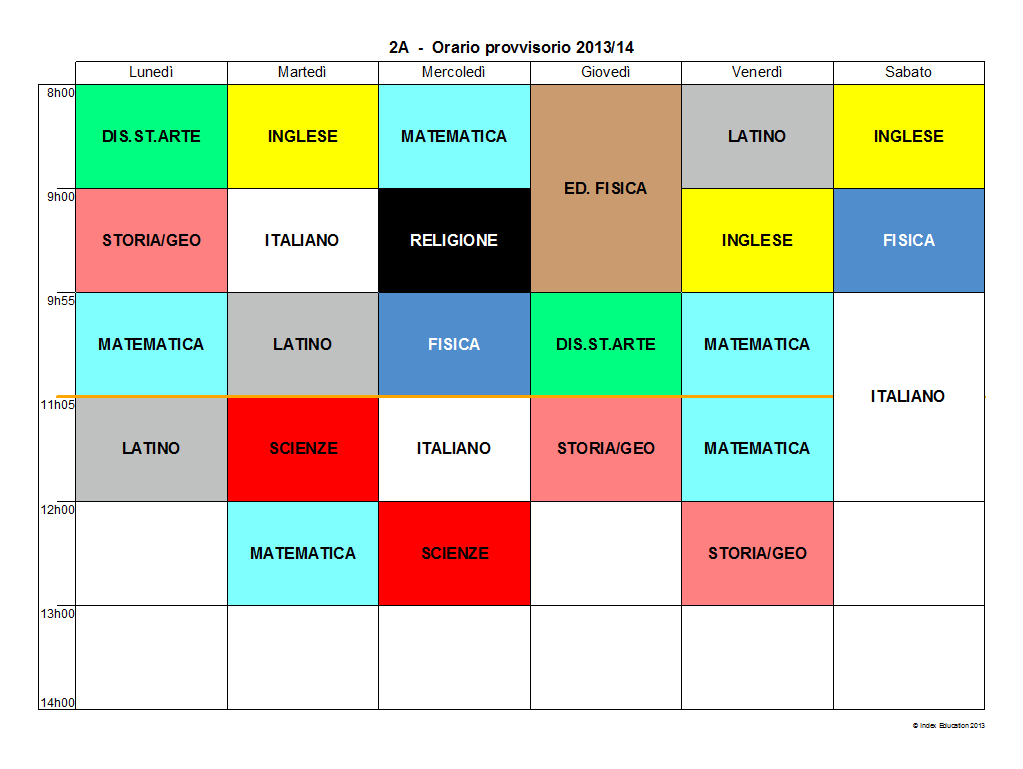 2A - Orario provvisorio 2013/14
Lunedì Martedì Mercoledì Giovedì Venerdì Sabato
8h00
DIS.ST.ARTE INGLESE MATEMATICA LATINO INGLESE
ED. FISICA
9h00
STORIA/GEO ITALIANO RELIGIONE INGLESE FISICA
9h55
MATEMATICA LATINO FISICA DIS.ST.ARTE MATEMATICA
ITALIANO
11h05
LATINO SCIENZE ITALIANO STORIA/GEO MATEMATICA
12h00
MATEMATICA SCIENZE STORIA/GEO
13h00
14h00
© Index Education 2013